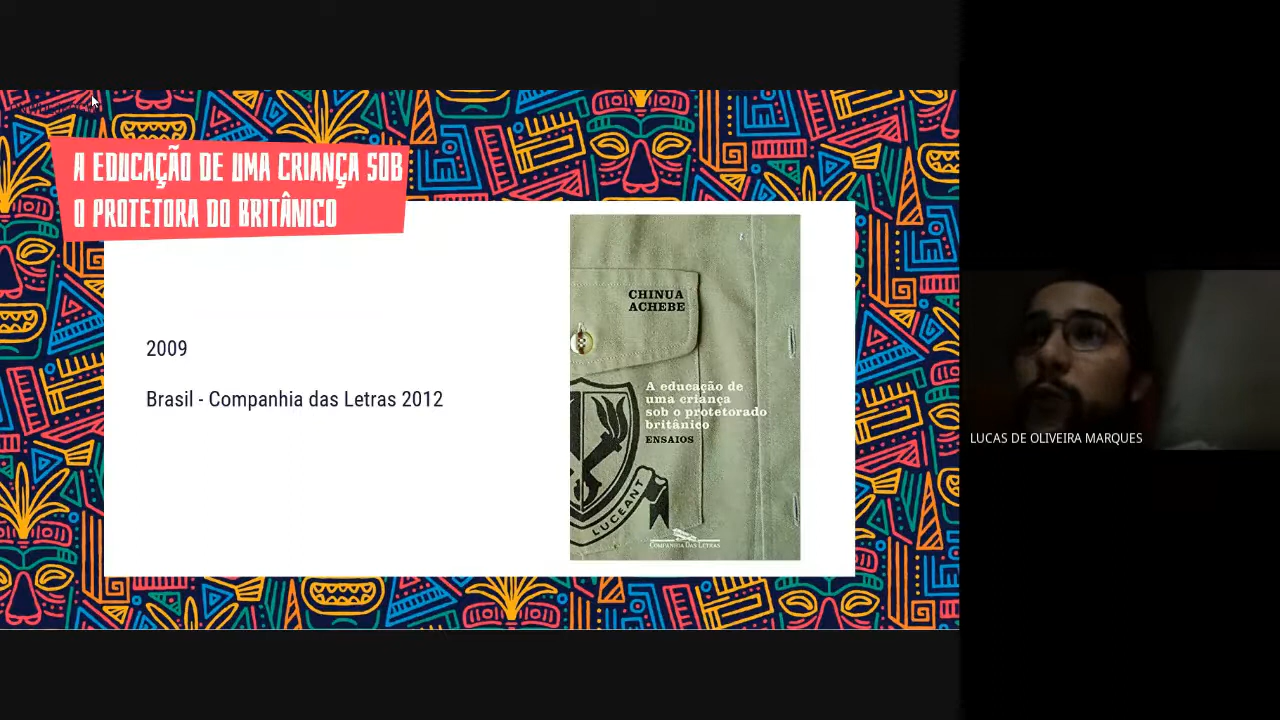 A EDUCAÇÃO DE UMA CRIANÇA SOB
O PROTETORA DO BRITÂNICO
2009
Brasil - Companhia das Letras 2012
CHINUA
ACHEBE
A educação de
uma criança
sob o protetorado
britânico
ENSAIOS
LUCEANT
COMPANHIA DAS LETRAS
LUCAS DE OLIVEIRA MARQUES